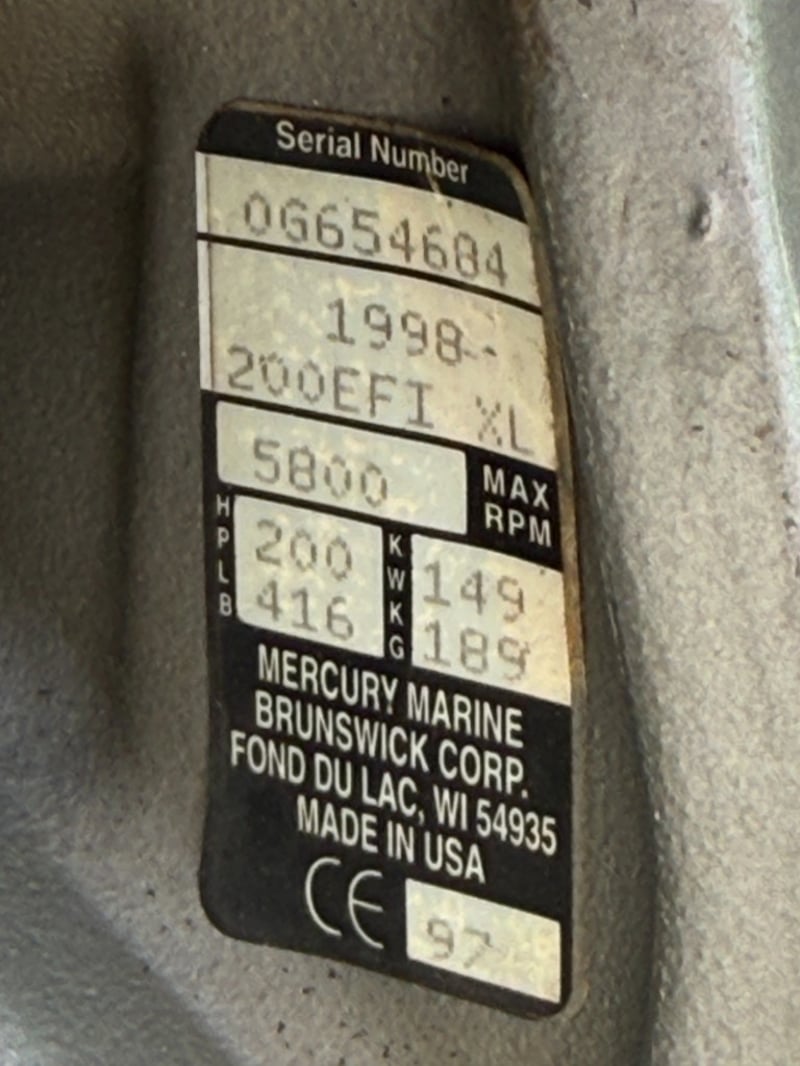 Serial Number
0G654684
1998
200EFI XL
5800 MAX RPM
HP 200 KW 149
LB 416 KG 189
MERCURY MARINE
BRUNSWICK CORP.
FOND DU LAC, WI 54935
MADE IN USA
CE 97